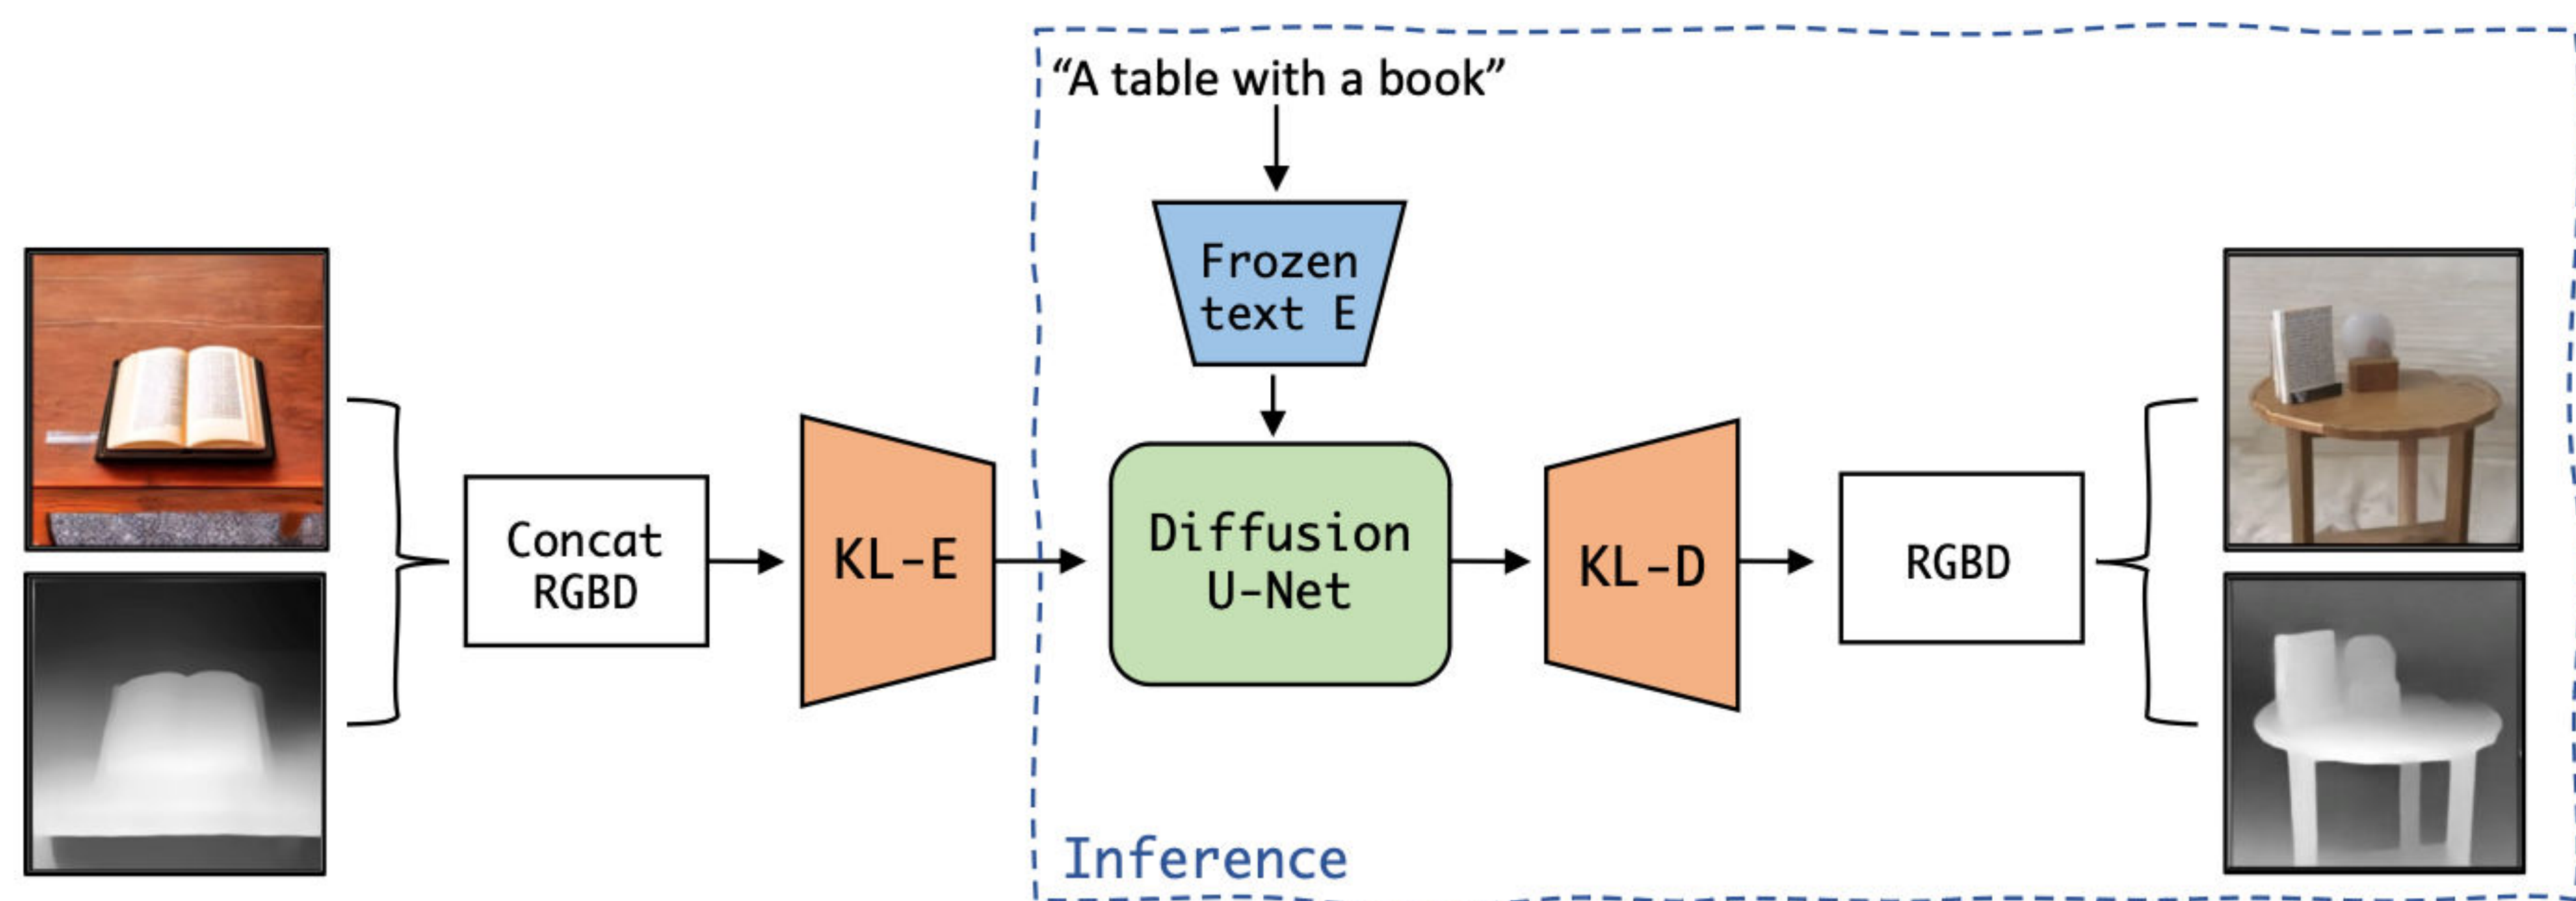 “A table with a book”
Frozen
text E
Concat
RGBD
KL-E
Diffusion
U-Net
KL-D
RGBD
Inference